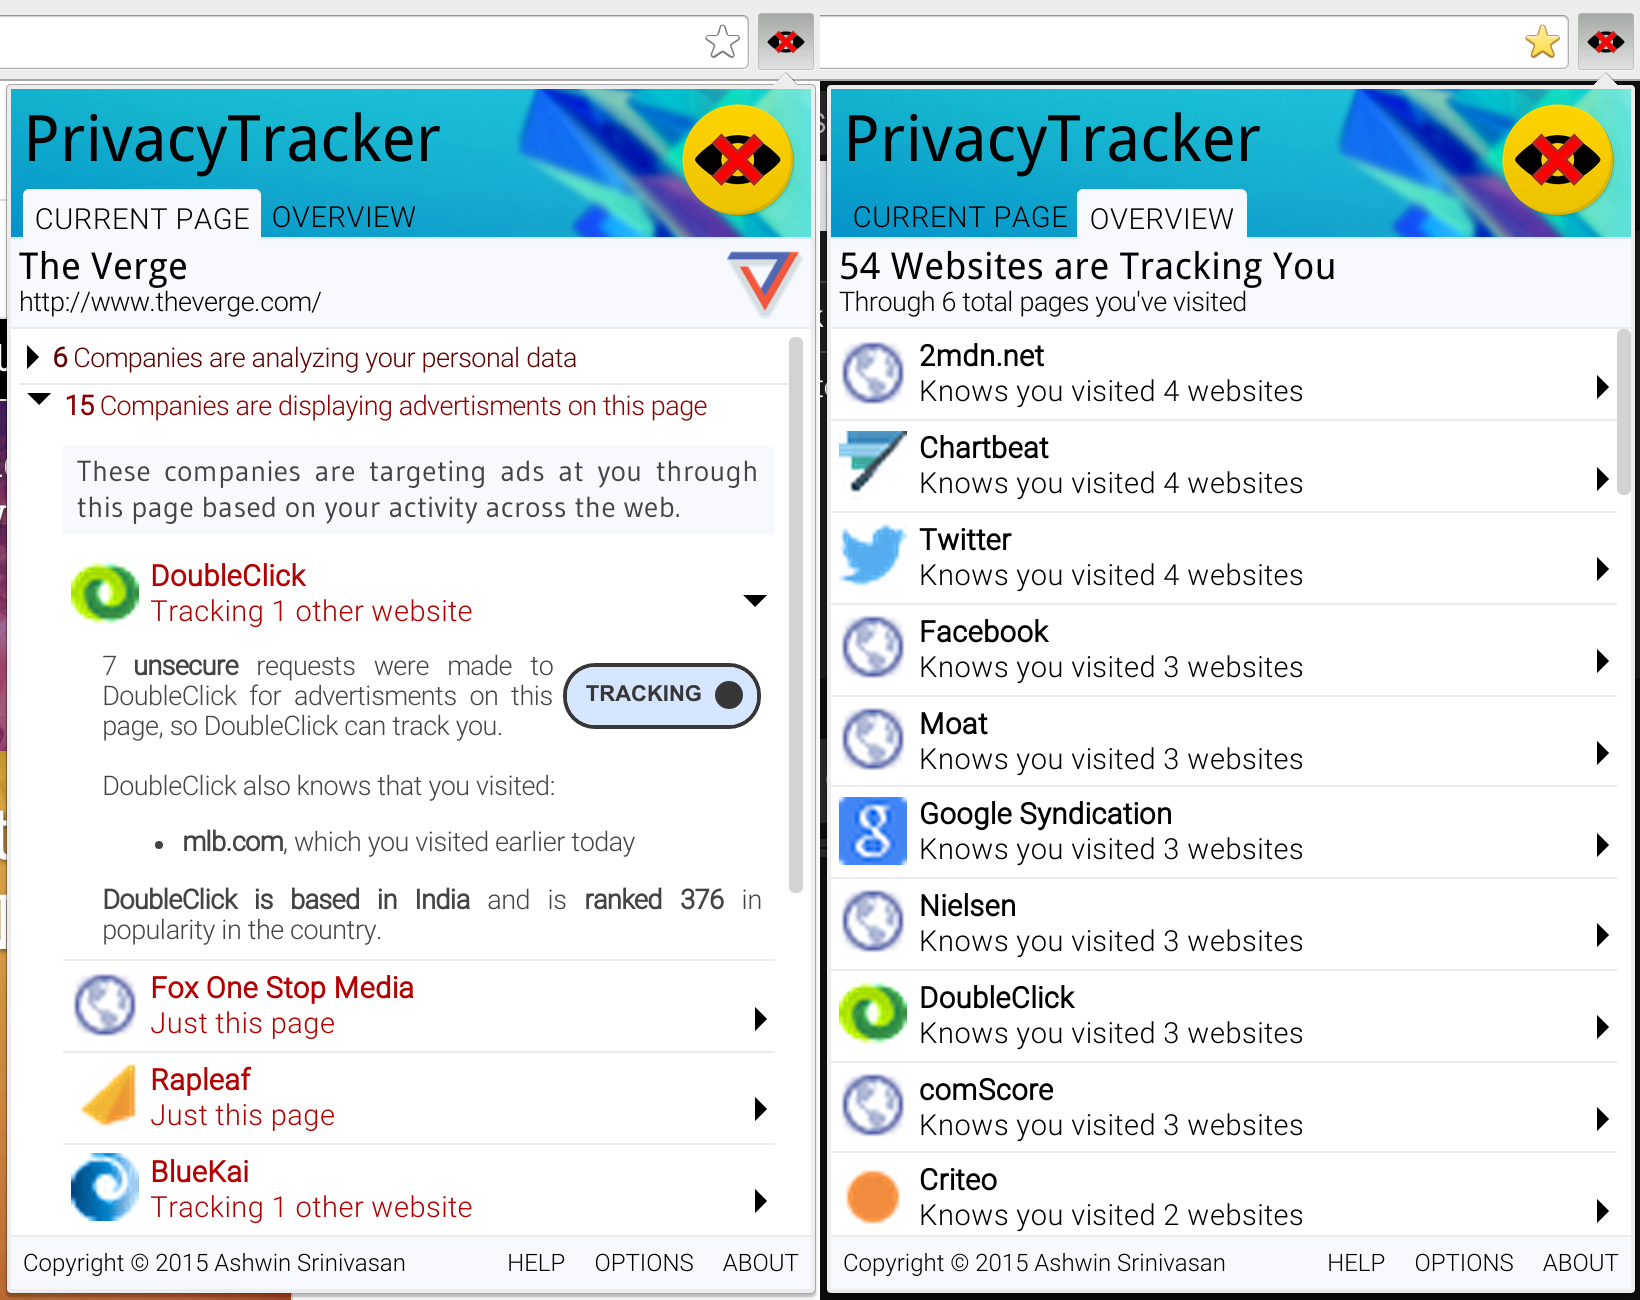 PrivacyTracker
CURRENT PAGE
OVERVIEW
The Verge
http://www.theverge.com/
6 Companies are analyzing your personal data
15 Companies are displaying advertisments on this page
These companies are targeting ads at you through
this page based on your activity across the web.
DoubleClick
Tracking 1 other website
7 unsecure requests were made to
DoubleClick for advertisments on this
page, so DoubleClick can track you.
TRACKING
DoubleClick also knows that you visited:
• mlb.com, which you visited earlier today
DoubleClick is based in India and is ranked 376 in
popularity in the country.
Fox One Stop Media
Just this page
Rapleaf
Just this page
BlueKai
Tracking 1 other website
Copyright © 2015 Ashwin Srinivasan
HELP
OPTIONS
ABOUT
PrivacyTracker
CURRENT PAGE
OVERVIEW
54 Websites are Tracking You
Through 6 total pages you've visited
2mdn.net
Knows you visited 4 websites
Chartbeat
Knows you visited 4 websites
Twitter
Knows you visited 4 websites
Facebook
Knows you visited 3 websites
Moat
Knows you visited 3 websites
Google Syndication
Knows you visited 3 websites
Nielsen
Knows you visited 3 websites
DoubleClick
Knows you visited 3 websites
comScore
Knows you visited 3 websites
Criteo
Knows you visited 2 websites
Copyright © 2015 Ashwin Srinivasan
HELP
OPTIONS
ABOUT